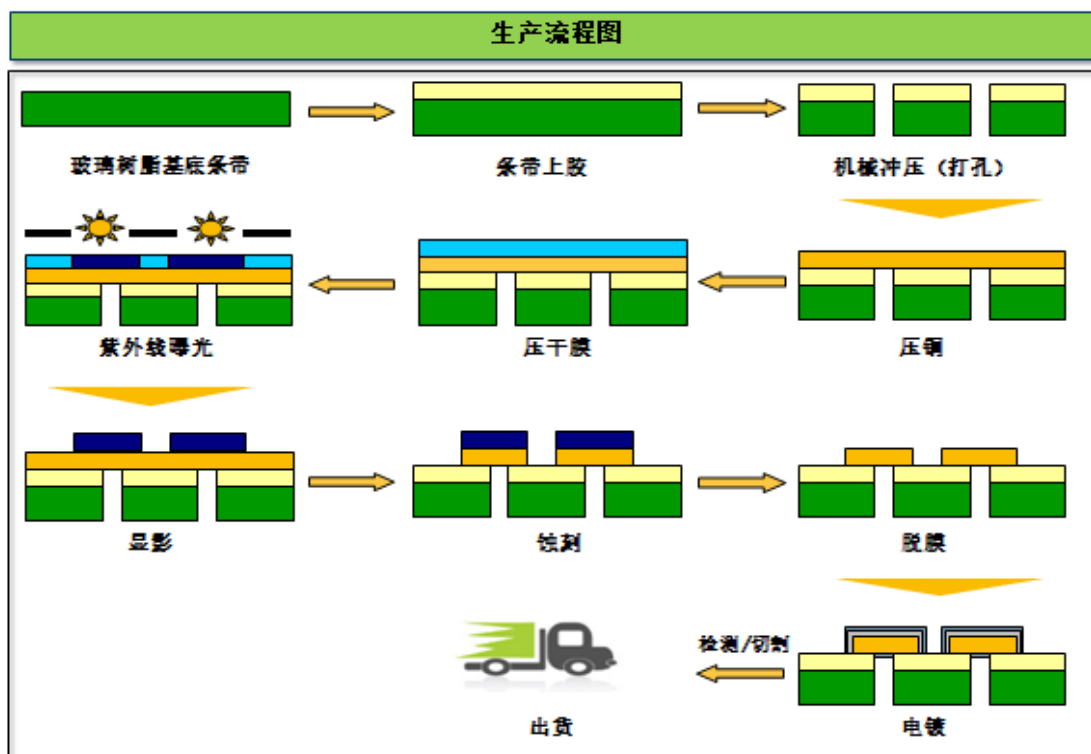 生产流程图
玻璃树脂基底条带
条带上胶
机械冲压（打孔）
紫外线曝光
压干膜
压铜
显影
蚀刻
脱膜
检测/切割
出货
电镀